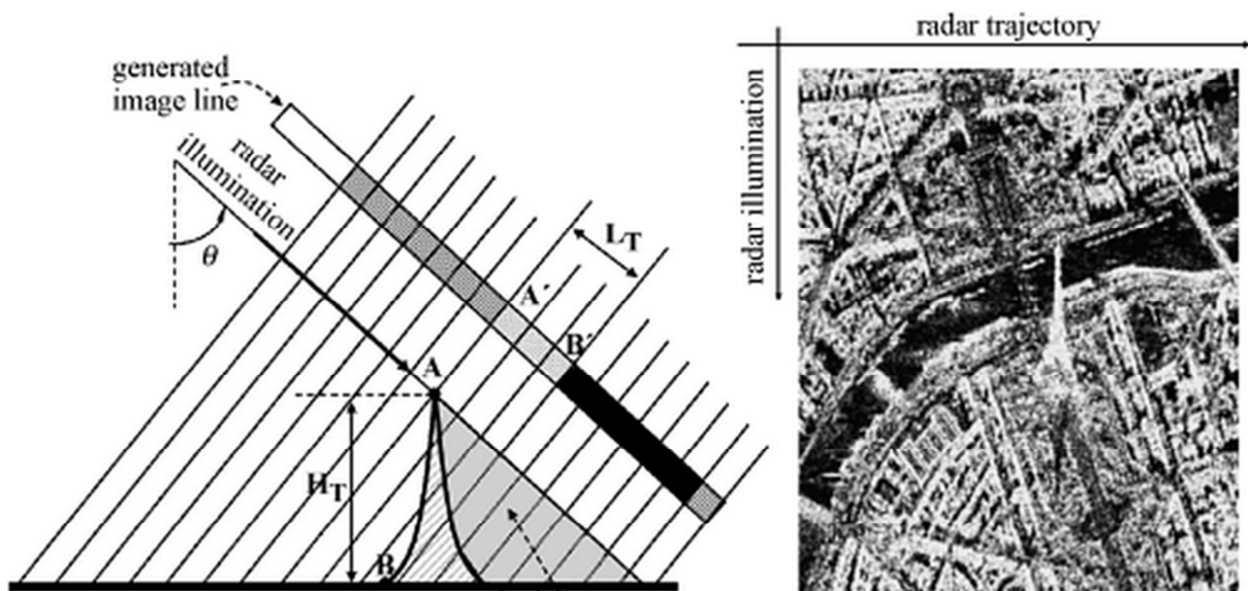 generated
image line
radar
illumination
θ
A
A´
B´
L_T
H_T
B
radar trajectory
radar illumination